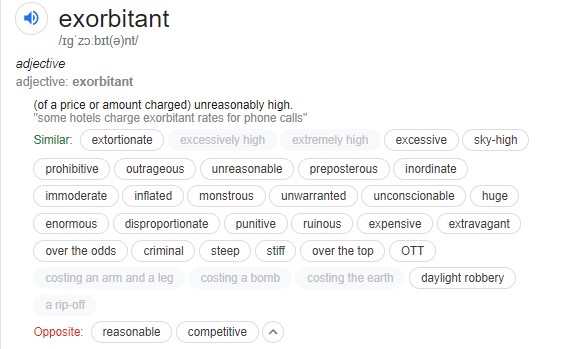 exorbitant
/ɪɡˈzɔːbɪt(ə)nt/
adjective
adjective: exorbitant
(of a price or amount charged) unreasonably high.
"some hotels charge exorbitant rates for phone calls"
Similar: extortionate excessively high extremely high excessive sky-high
prohibitive outrageous unreasonable preposterous inordinate
immoderate inflated monstrous unwarranted unconscionable huge
enormous disproportionate punitive ruinous expensive extravagant
over the odds criminal steep stiff over the top OTT
costing an arm and a leg costing a bomb costing the earth daylight robbery
a rip-off
Opposite: reasonable competitive